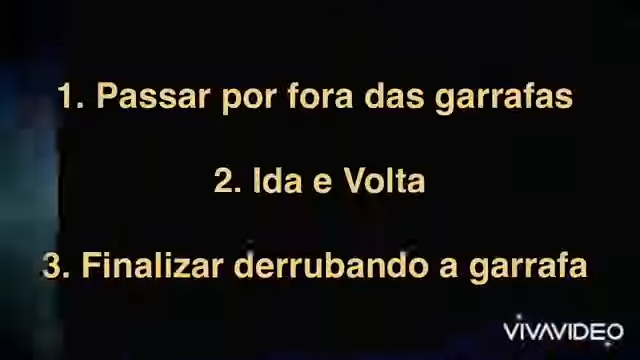 1. Passar por fora das garrafas
2. Ida e Volta
3. Finalizar derrubando a garrafa
VIVAVIDEO